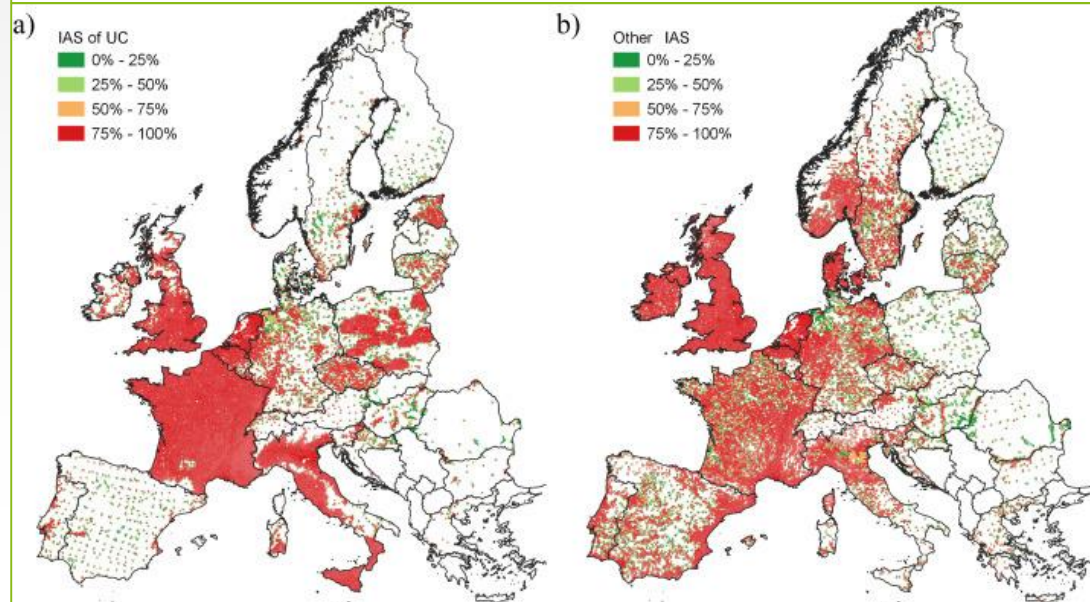 a)
IAS of UC
0% - 25%
25% - 50%
50% - 75%
75% - 100%
b)
Other IAS
0% - 25%
25% - 50%
50% - 75%
75% - 100%